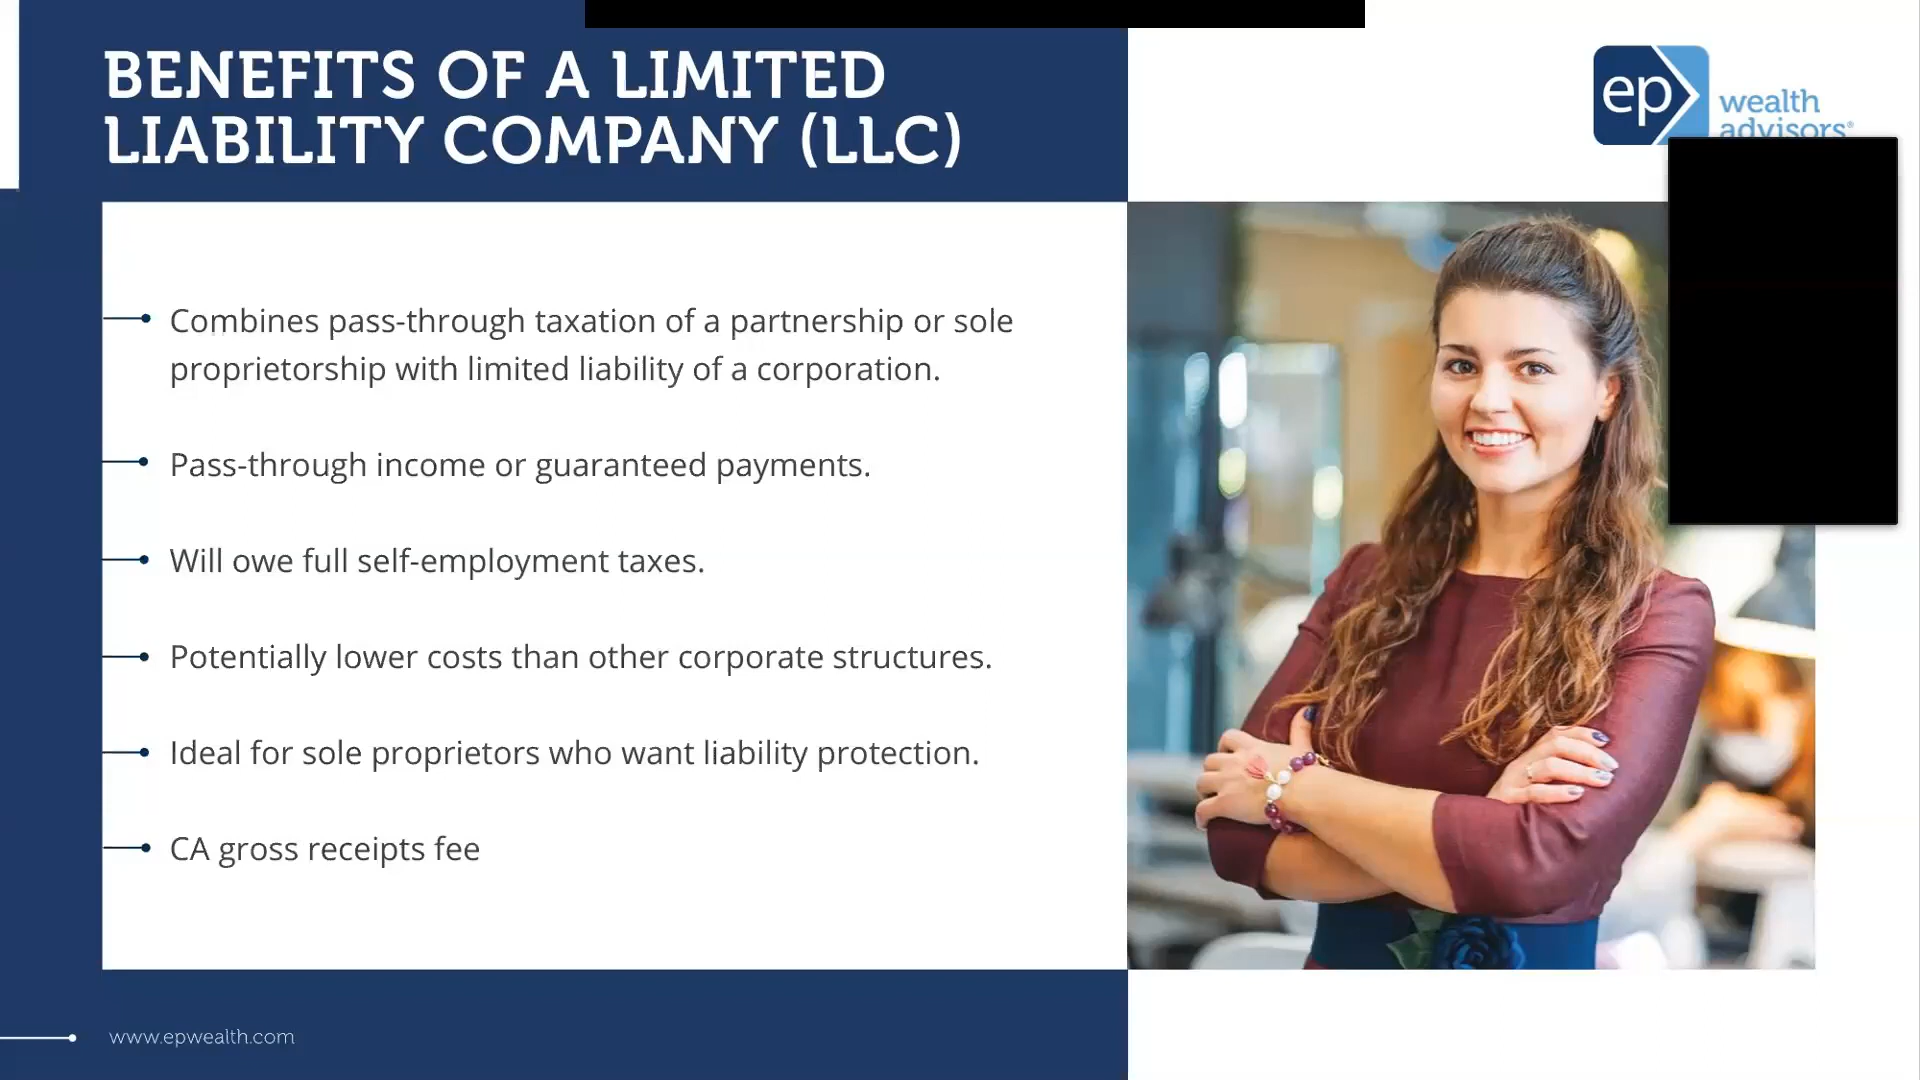 BENEFITS OF A LIMITED
LIABILITY COMPANY (LLC)
ep
wealth
advisors®
Combines pass-through taxation of a partnership or sole
proprietorship with limited liability of a corporation.
Pass-through income or guaranteed payments.
Will owe full self-employment taxes.
Potentially lower costs than other corporate structures.
Ideal for sole proprietors who want liability protection.
CA gross receipts fee
www.epwealth.com